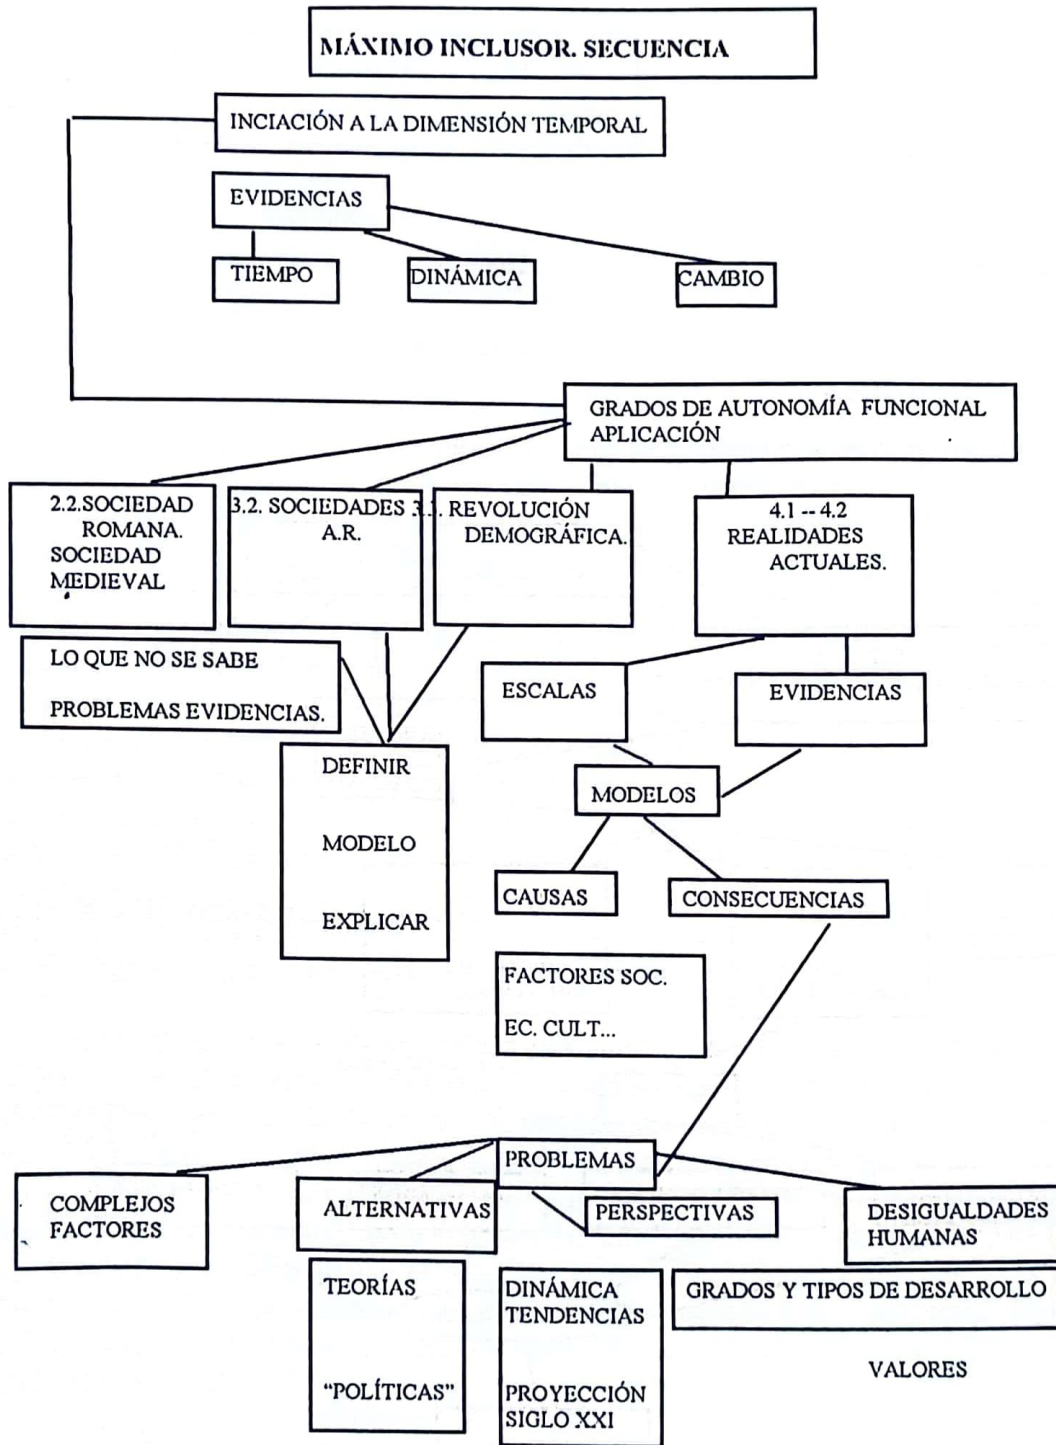 MÁXIMO INCLUSOR. SECUENCIA
INCIACIÓN A LA DIMENSIÓN TEMPORAL
EVIDENCIAS
TIEMPO
DINÁMICA
CAMBIO
GRADOS DE AUTONOMÍA FUNCIONAL
APLICACIÓN
2.2.SOCIEDAD
ROMANA.
SOCIEDAD
MEDIEVAL
3.2. SOCIEDADES
A.R.
REVOLUCIÓN
DEMOGRÁFICA.
4.1 -- 4.2
REALIDADES
ACTUALES.
LO QUE NO SE SABE
PROBLEMAS EVIDENCIAS.
ESCALAS
EVIDENCIAS
DEFINIR
MODELO
EXPLICAR
MODELOS
CAUSAS
CONSECUENCIAS
FACTORES SOC.
EC. CULT...
PROBLEMAS
COMPLEJOS
FACTORES
ALTERNATIVAS
PERSPECTIVAS
DESIGUALDADES
HUMANAS
TEORÍAS
“POLÍTICAS”
DINÁMICA
TENDENCIAS
PROYECCIÓN
SIGLO XXI
GRADOS Y TIPOS DE DESARROLLO
VALORES